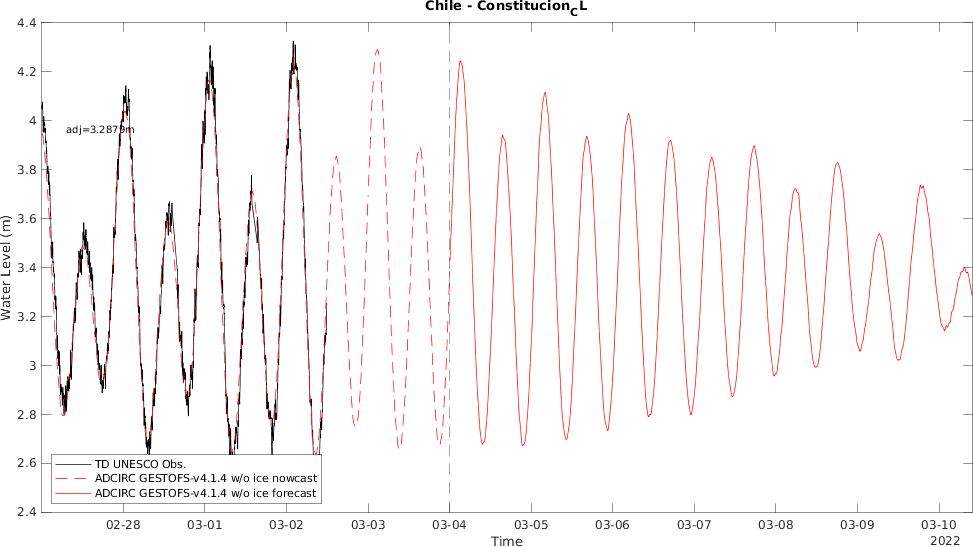 Chile - Constitucion_CL
4.4
4.2
4
3.8
3.6
3.4
3.2
3
2.8
2.6
2.4
Water Level (m)
adj=3.2879m
TD UNESCO Obs.
ADCIRC GESTOFS-v4.1.4 w/o ice nowcast
ADCIRC GESTOFS-v4.1.4 w/o ice forecast
02-28 03-01 03-02 03-03 03-04 03-05 03-06 03-07 03-08 03-09 03-10
Time
2022